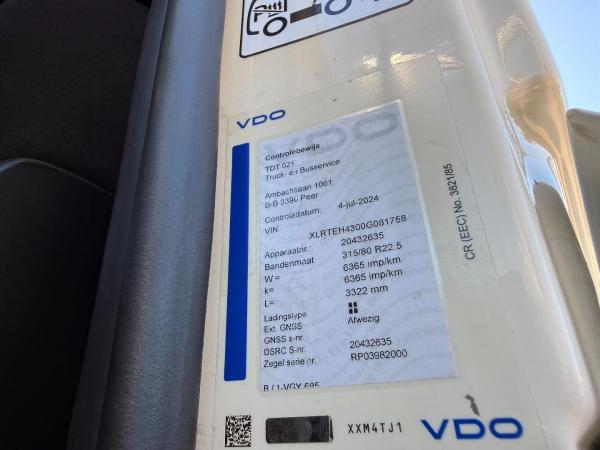 VDO
Controlebewijs
TDT 021
Truck- en Busservice
Ambachtlaan 1061
B-B 3390 Peer
Controledatum: 4-jul-2024
VIN XLRTEH4300G081758
Apparaatnr.: 20432635
Bandenmaat 315/80 R22.5
W = 6365 imp/km
k= 6365 imp/km
L= 3322 mm
Ladingstype
Ext. GNSS Afwezig
GNSS s-nr.
DSRC S-nr. 20432635
Zegel serie nr. RP03982000
CR (EEC) No. 3821/85
XXM4TJ1
VDO